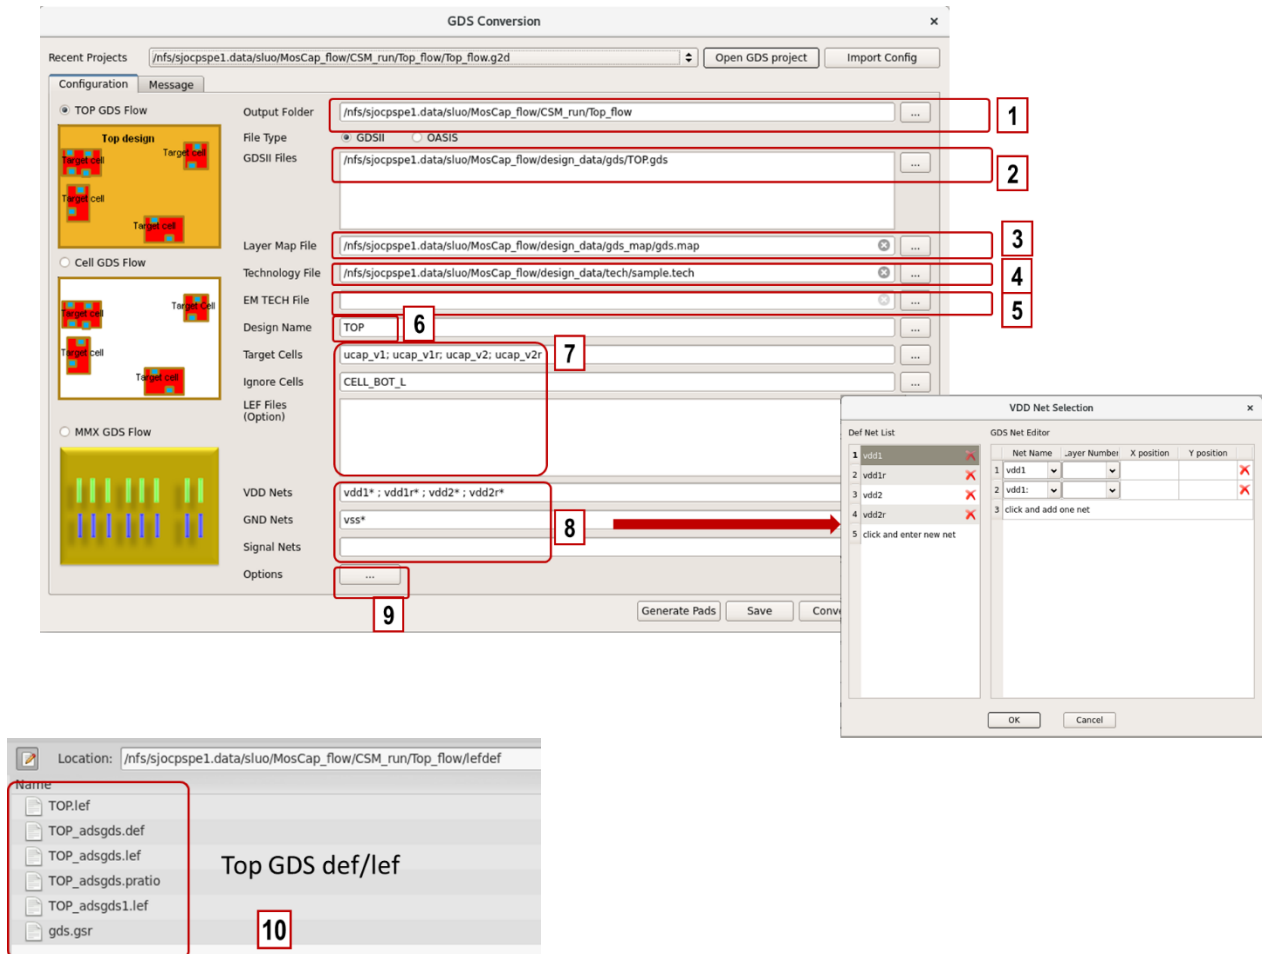 GDS Conversion
×
Recent Projects
/nfs/sjocpspe1.data/sluo/MosCap_flow/CSM_run/Top_flow/Top_flow.g2d
Open GDS project
Import Config
Configuration
Message
TOP GDS Flow
Top design
Target cell
Target cell
Target cell
Target cell
Cell GDS Flow
Target cell
Target Cell
Target cell
Target cell
MMX GDS Flow
Output Folder
/nfs/sjocpspe1.data/sluo/MosCap_flow/CSM_run/Top_flow
...
1
File Type
GDSII
OASIS
GDSII Files
/nfs/sjocpspe1.data/sluo/MosCap_flow/design_data/gds/TOP.gds
...
2
Layer Map File
/nfs/sjocpspe1.data/sluo/MosCap_flow/design_data/gds_map/gds.map
...
3
Technology File
/nfs/sjocpspe1.data/sluo/MosCap_flow/design_data/tech/sample.tech
...
4
EM TECH File
...
5
Design Name
TOP
6
...
Target Cells
ucap_v1; ucap_v1r; ucap_v2; ucap_v2r
7
...
Ignore Cells
CELL_BOT_L
...
LEF Files
(Option)
VDD Nets
vdd1* ; vdd1r* ; vdd2* ; vdd2r*
GND Nets
vss*
8
Signal Nets
Options
...
9
Generate Pads
Save
Conve
VDD Net Selection
×
Def Net List
1 vdd1
2 vdd1r
3 vdd2
4 vdd2r
5 click and enter new net
GDS Net Editor
Net Name
.ayer Number
X position
Y position
1 vdd1
2 vdd1:
3 click and add one net
OK
Cancel
Location: /nfs/sjocpspe1.data/sluo/MosCap_flow/CSM_run/Top_flow/lefdef
Name
TOP.lef
TOP_adsgds.def
TOP_adsgds.lef
TOP_adsgds.pratio
TOP_adsgds1.lef
gds.gsr
Top GDS def/lef
10